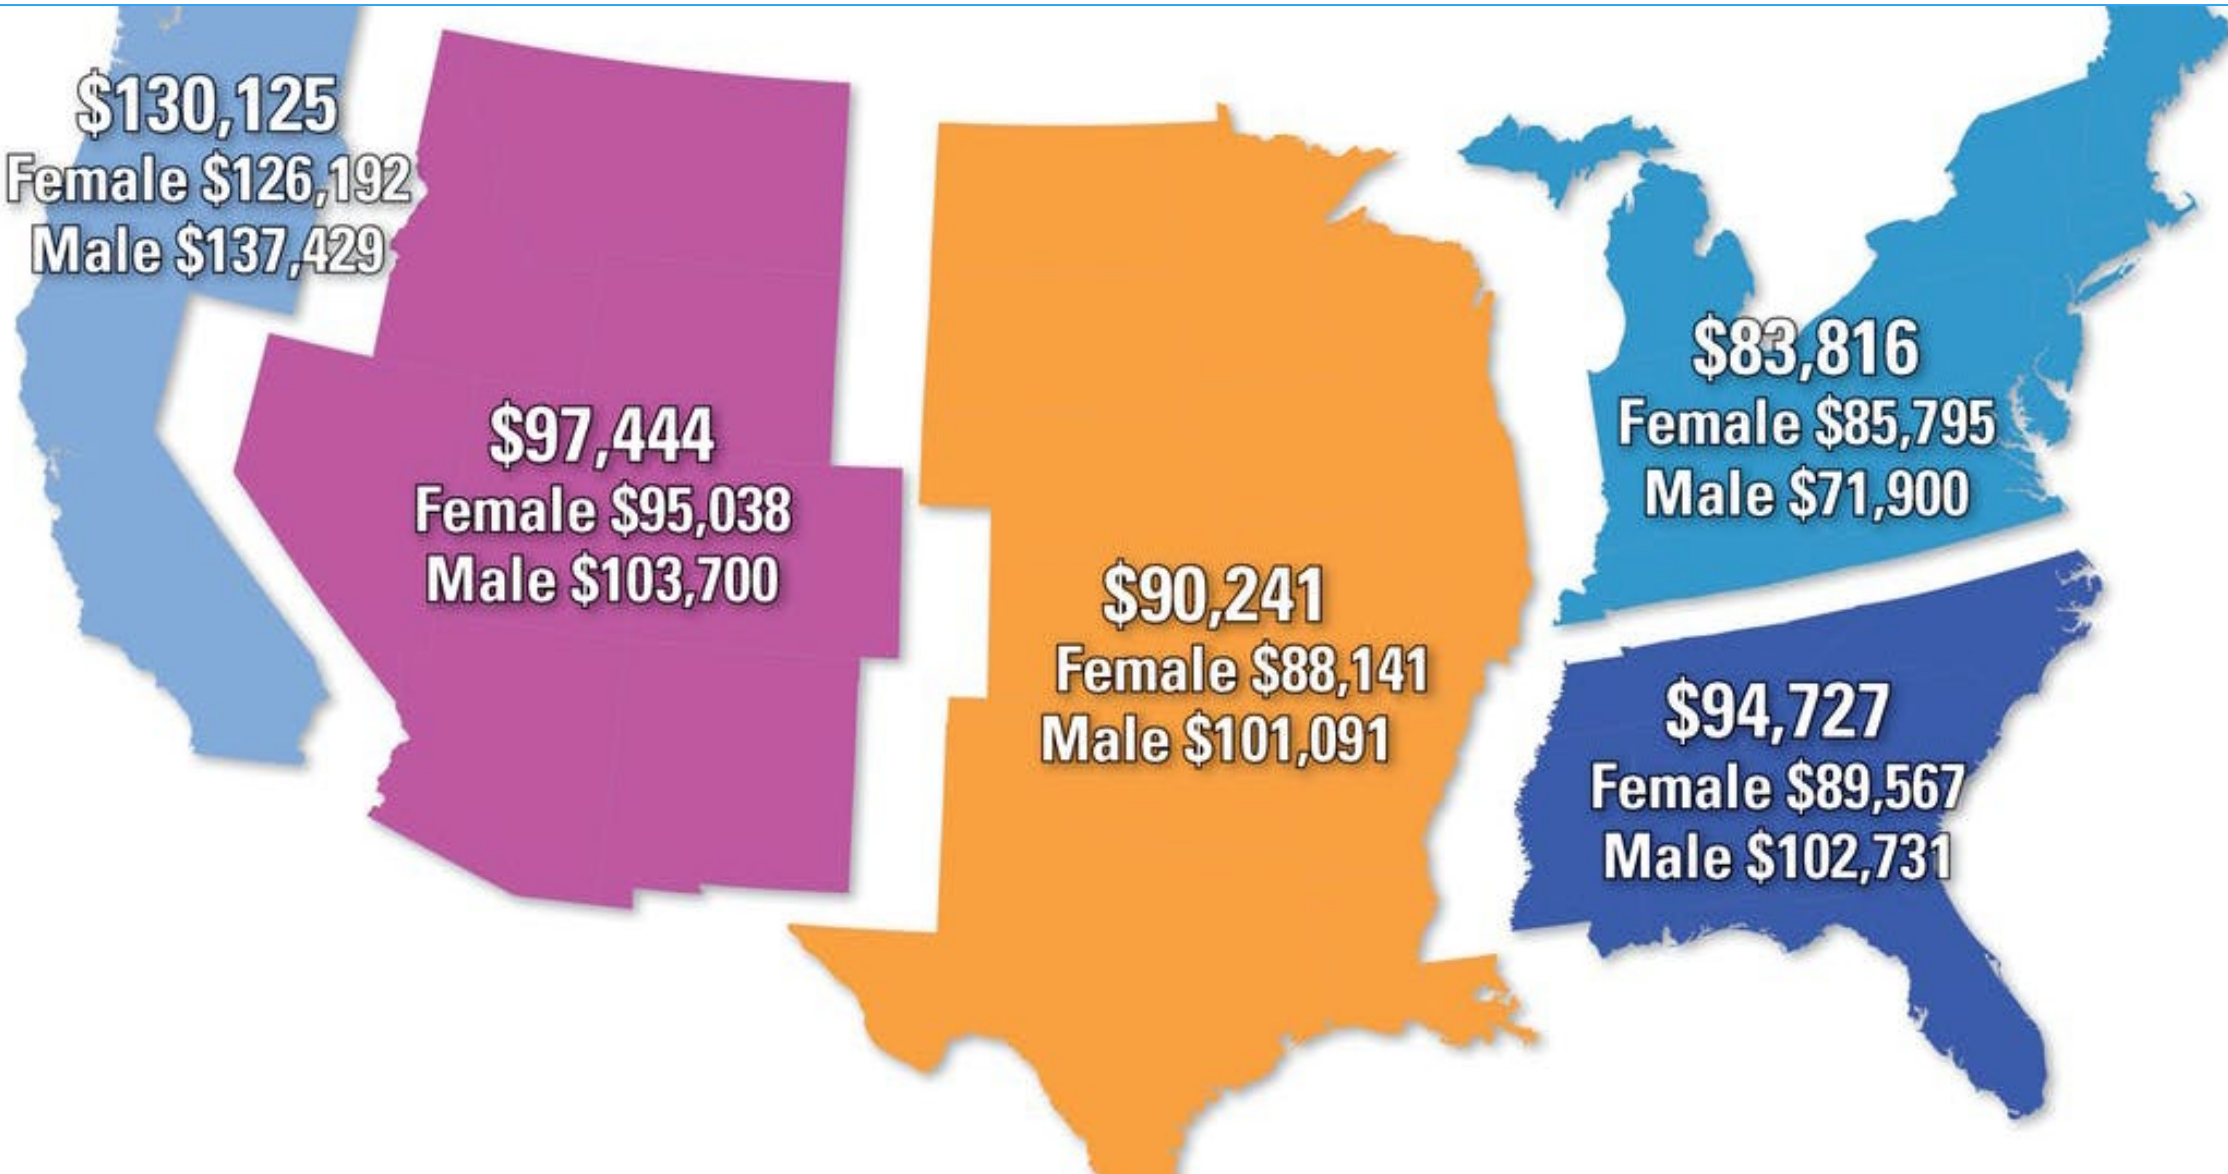 $130,125
Female $126,192
Male $137,429
$97,444
Female $95,038
Male $103,700
$90,241
Female $88,141
Male $101,091
$83,816
Female $85,795
Male $71,900
$94,727
Female $89,567
Male $102,731